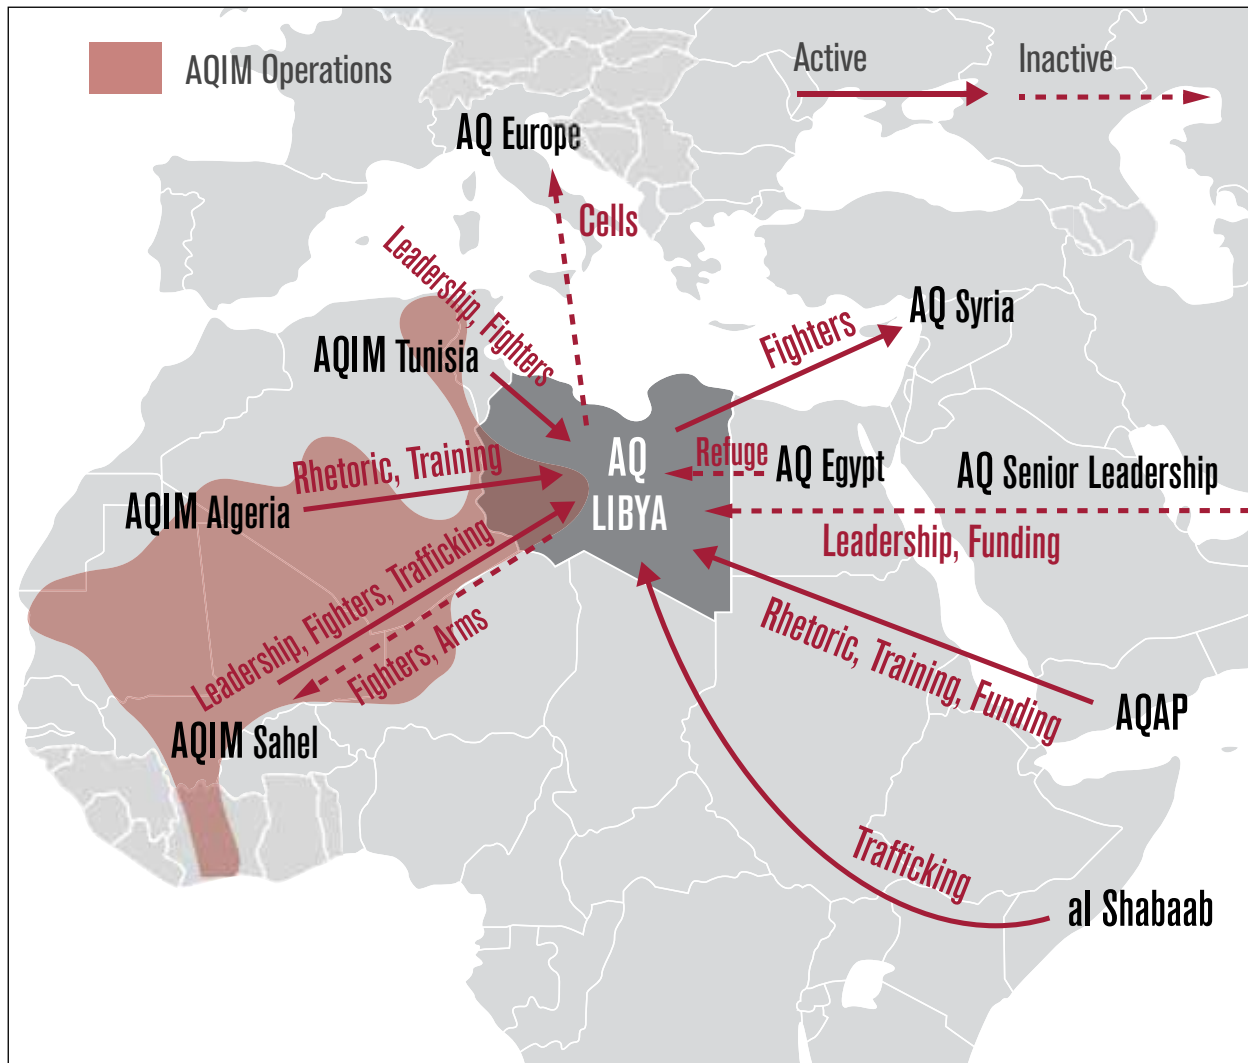 AQIM Operations
Active
Inactive
AQ Europe
Cells
Leadership, Fighters
AQ Syria
Fighters
AQIM Tunisia
Rhetoric, Training
AQ
LIBYA
Refuge
AQ Egypt
AQ Senior Leadership
Leadership, Funding
AQIM Algeria
Leadership, Fighters, Trafficking
Fighters, Arms
Rhetoric, Training, Funding
AQIM Sahel
AQAP
Trafficking
al Shabaab